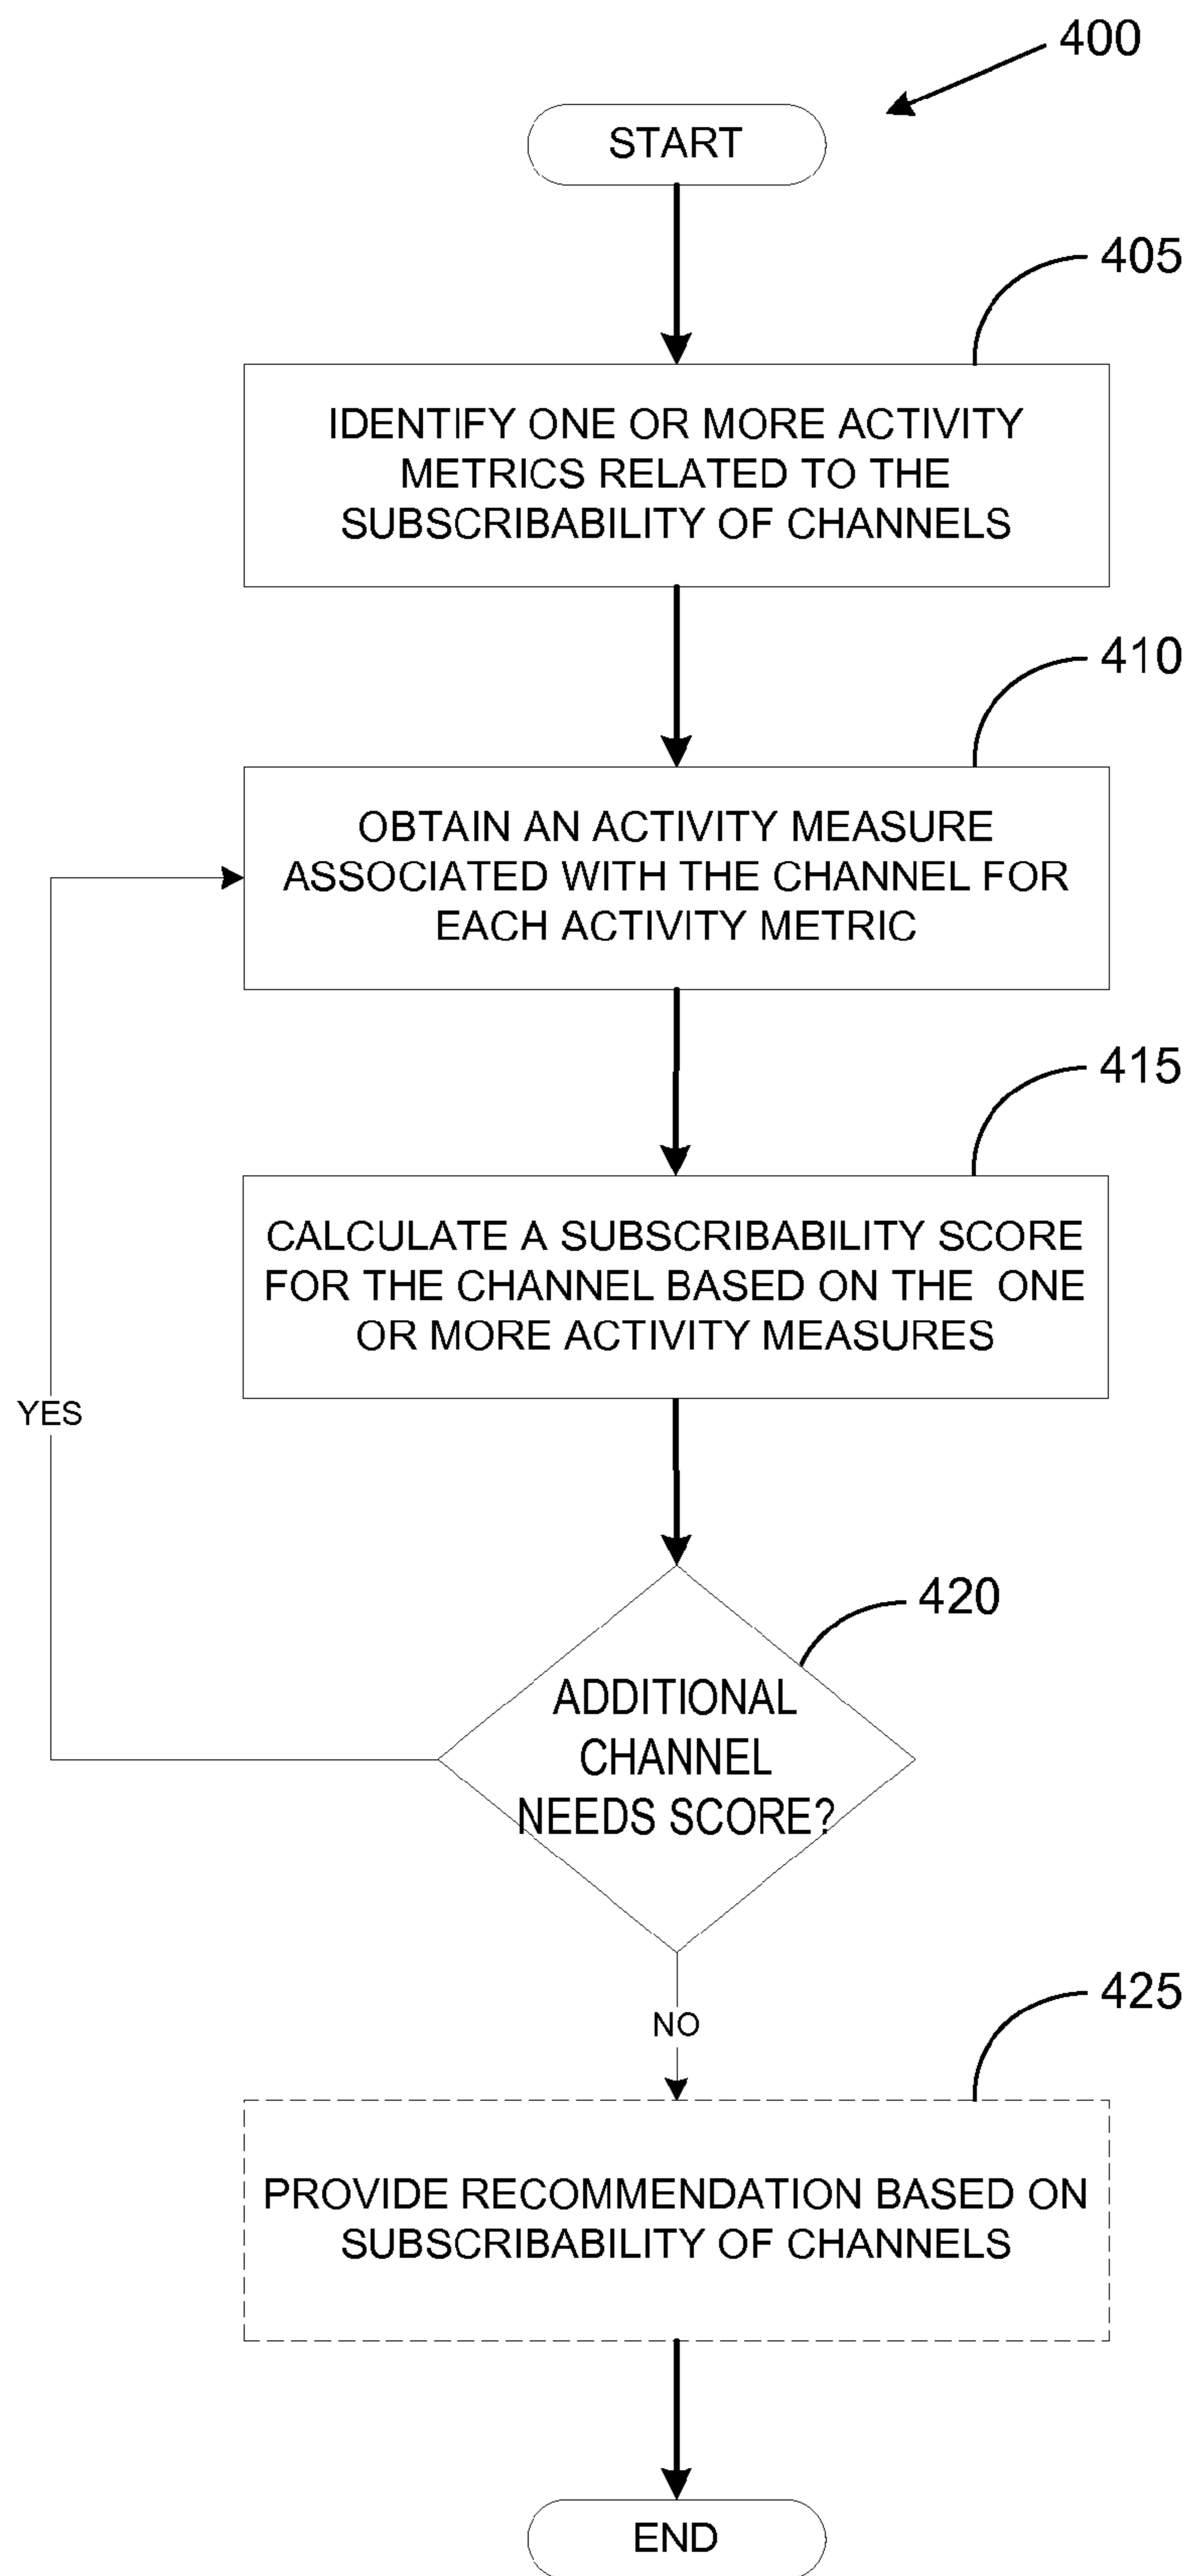 400
START
405
IDENTIFY ONE OR MORE ACTIVITY
METRICS RELATED TO THE
SUBSCRIBABILITY OF CHANNELS
410
OBTAIN AN ACTIVITY MEASURE
ASSOCIATED WITH THE CHANNEL FOR
EACH ACTIVITY METRIC
415
CALCULATE A SUBSCRIBABILITY SCORE
FOR THE CHANNEL BASED ON THE ONE
OR MORE ACTIVITY MEASURES
YES
420
ADDITIONAL
CHANNEL
NEEDS SCORE?
NO
425
PROVIDE RECOMMENDATION BASED ON
SUBSCRIBABILITY OF CHANNELS
END